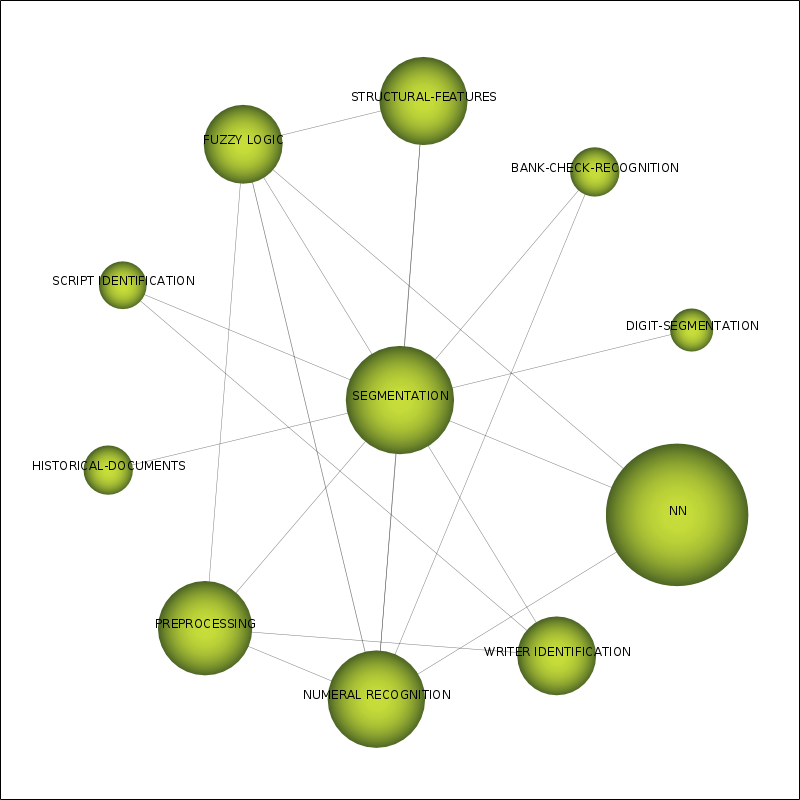 STRUCTURAL-FEATURES
FUZZY LOGIC
BANK-CHECK-RECOGNITION
SCRIPT IDENTIFICATION
DIGIT-SEGMENTATION
SEGMENTATION
HISTORICAL-DOCUMENTS
NN
PREPROCESSING
WRITER IDENTIFICATION
NUMERAL RECOGNITION